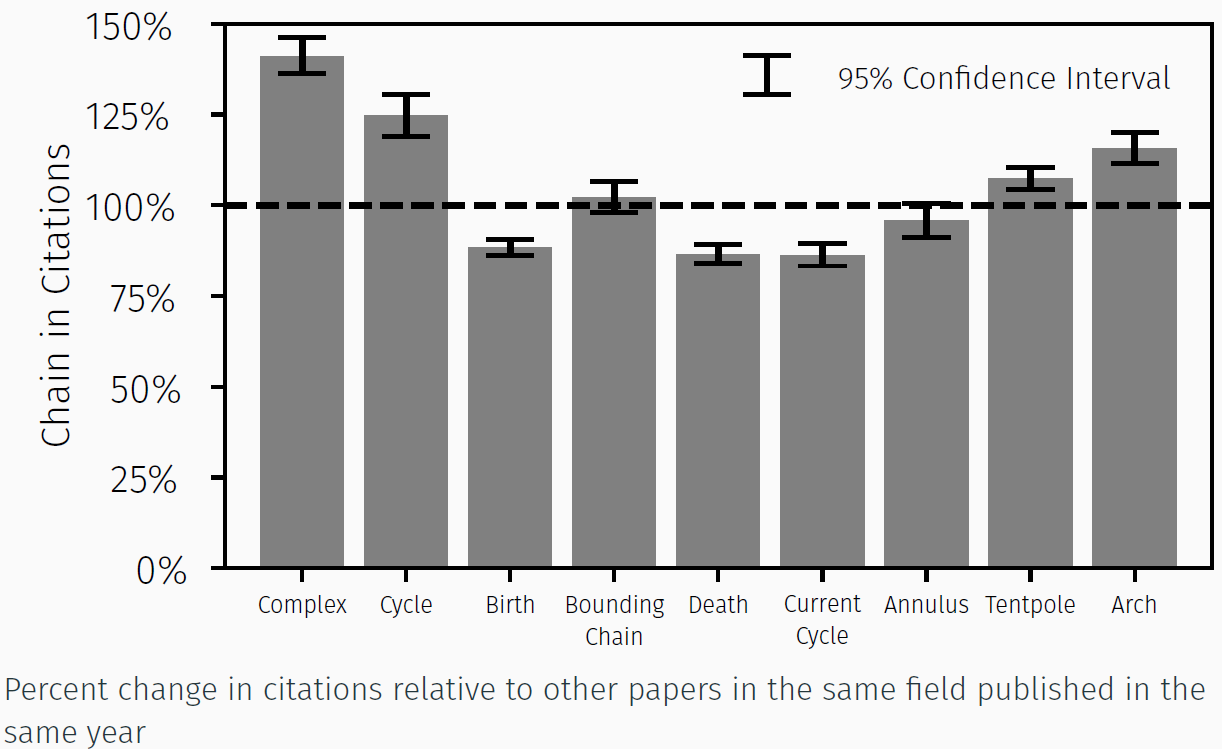 150%
125%
100%
75%
50%
25%
0%
Chain in Citations
95% Confidence Interval
Complex
Cycle
Birth
Bounding
Chain
Death
Current
Cycle
Annulus
Tentpole
Arch
Percent change in citations relative to other papers in the same field published in the
same year